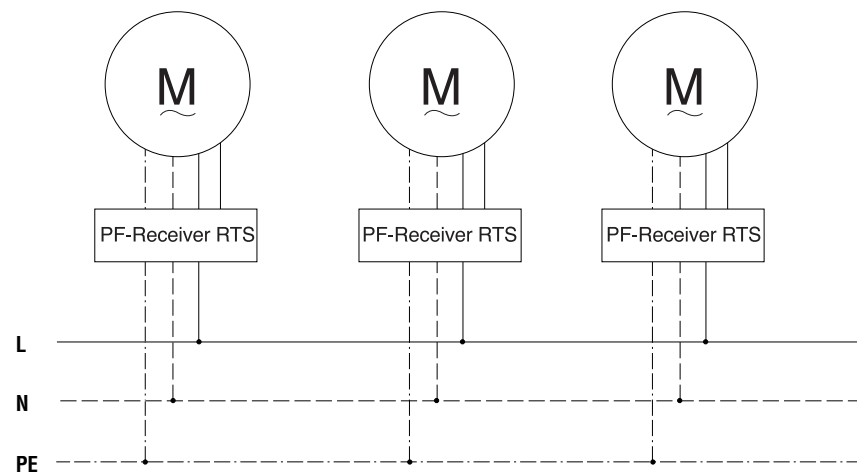 M M M
PF-Receiver RTS PF-Receiver RTS PF-Receiver RTS
L
N
PE